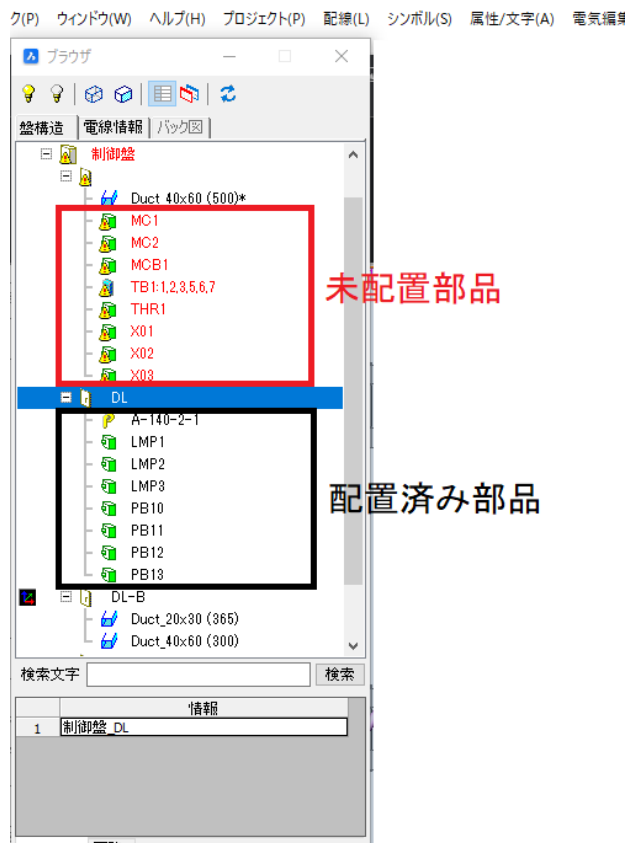 ク(P) ウィンドウ(W) ヘルプ(H) プロジェクト(P) 配線(L) シンボル(S) 属性/文字(A) 電気編集
ブラウザ
盤構造 電線情報 バック図
制御盤
Duct_40x60 (500)*
MC1
MC2
MCB1
TB1:1,2,3,5,6,7
THR1
X01
X02
X03
未配置部品
DL
A-140-2-1
LMP1
LMP2
LMP3
PB10
PB11
PB12
PB13
配置済み部品
DL-B
Duct_20x30 (365)
Duct_40x60 (300)
検索文字 検索
情報
1 制御盤_DL